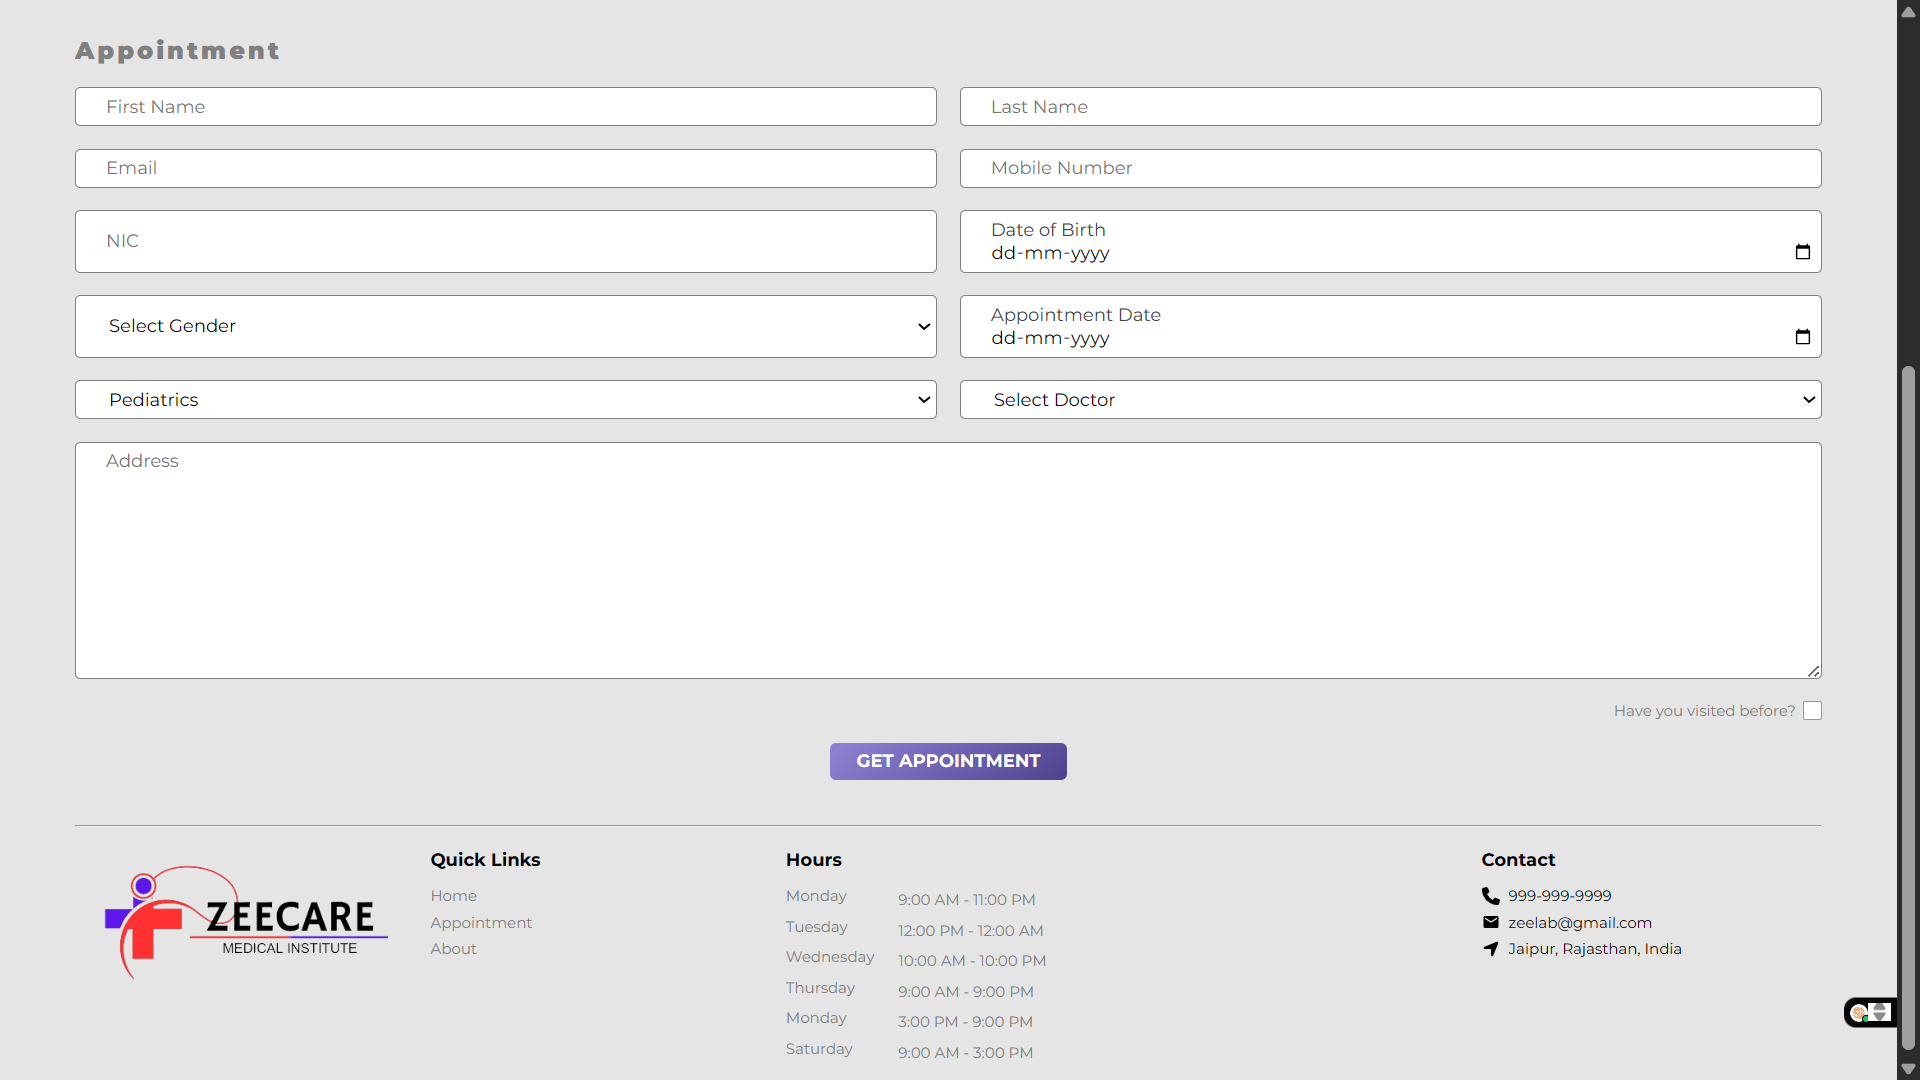 Appointment
First Name
Last Name
Email
Mobile Number
NIC
Date of Birth
dd-mm-yyyy
Select Gender
Appointment Date
dd-mm-yyyy
Pediatrics
Select Doctor
Address
Have you visited before?
GET APPOINTMENT
ZEECARE
MEDICAL INSTITUTE
Quick Links
Home
Appointment
About
Hours
Monday 9:00 AM - 11:00 PM
Tuesday 12:00 PM - 12:00 AM
Wednesday 10:00 AM - 10:00 PM
Thursday 9:00 AM - 9:00 PM
Monday 3:00 PM - 9:00 PM
Saturday 9:00 AM - 3:00 PM
Contact
999-999-9999
zeelab@gmail.com
Jaipur, Rajasthan, India